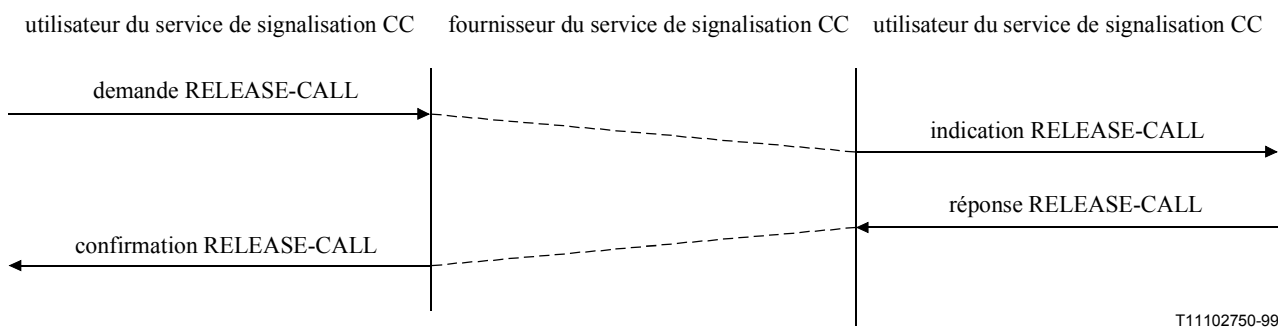 utilisateur du service de signalisation CC
fournisseur du service de signalisation CC
utilisateur du service de signalisation CC
demande RELEASE-CALL
indication RELEASE-CALL
réponse RELEASE-CALL
confirmation RELEASE-CALL
T11102750-99